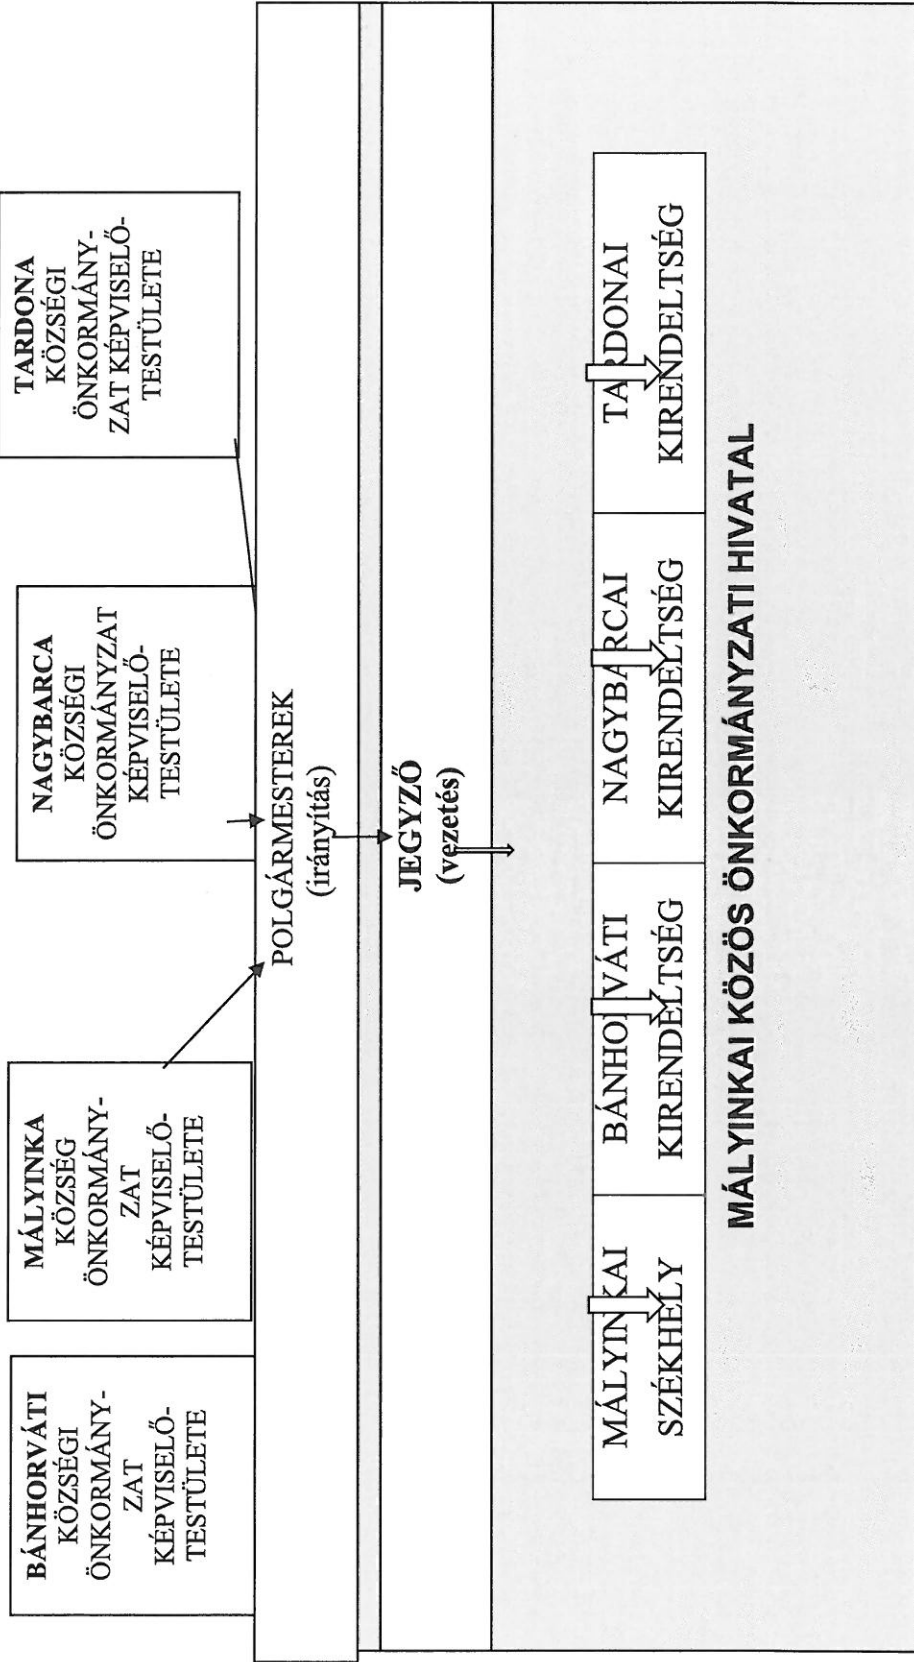 BÁNHORVÁTI
KÖZSÉGI
ÖNKORMÁNY-
ZAT
KÉPVISELŐ-
TESTÜLETE
MÁLYINKA
KÖZSÉG
ÖNKORMÁNY-
ZAT
KÉPVISELŐ-
TESTÜLETE
NAGYBARCA
KÖZSÉGI
ÖNKORMÁNYZAT
KÉPVISELŐ-
TESTÜLETE
TARDONA
KÖZSÉGI
ÖNKORMÁNY-
ZAT KÉPVISELŐ-
TESTÜLETE
POLGÁRMESTEREK
(irányítás)
JEGYZŐ
(vezetés)
MÁLYINKAI
SZÉKHELY
BÁNHORVÁTI
KIRENDELTSÉG
NAGYBARCAI
KIRENDELTSÉG
TARDONAI
KIRENDELTSÉG
MÁLYINKAI KÖZÖS ÖNKORMÁNYZATI HIVATAL